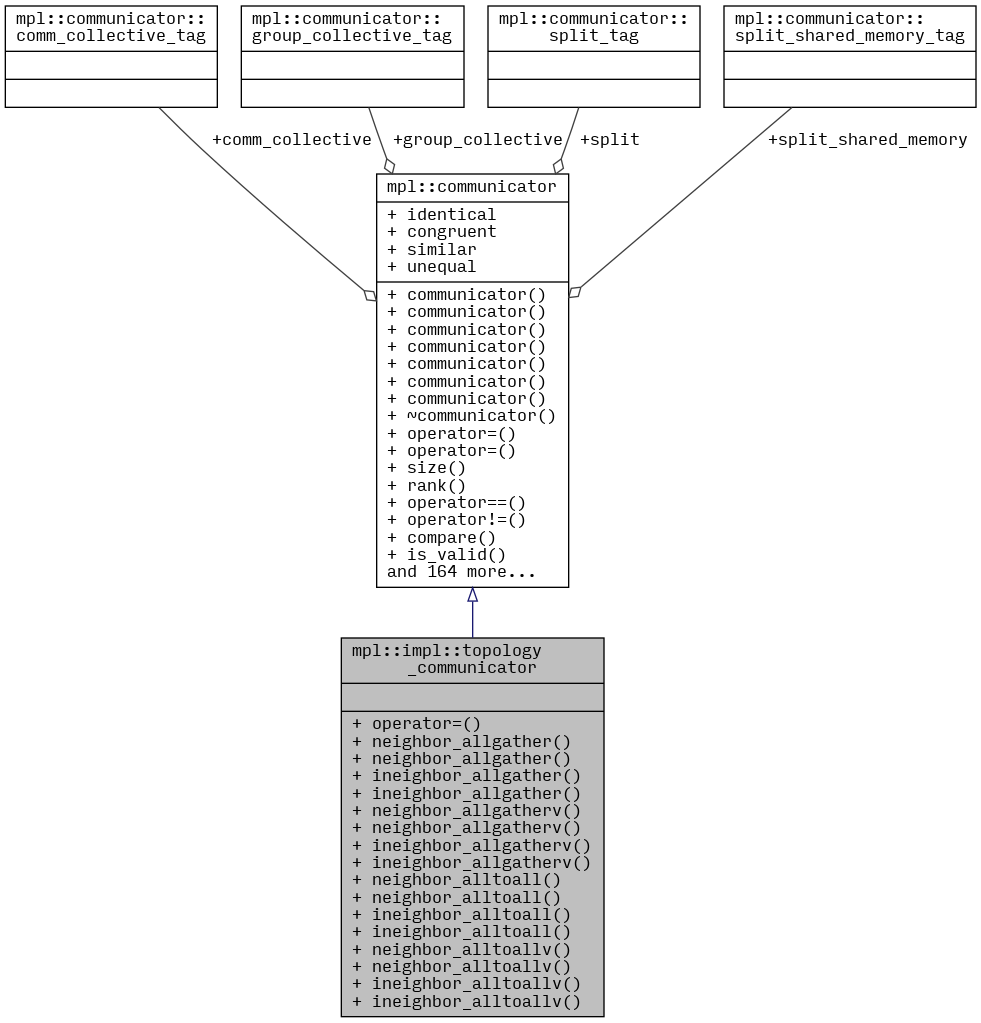 mpl::communicator::
comm_collective_tag
mpl::communicator::
group_collective_tag
mpl::communicator::
split_tag
mpl::communicator::
split_shared_memory_tag
+comm_collective
+group_collective
+split
+split_shared_memory
mpl::communicator
+ identical
+ congruent
+ similar
+ unequal
+ communicator()
+ communicator()
+ communicator()
+ communicator()
+ communicator()
+ communicator()
+ communicator()
+ ~communicator()
+ operator=()
+ operator=()
+ size()
+ rank()
+ operator==()
+ operator!=()
+ compare()
+ is_valid()
and 164 more...
mpl::impl::topology
_communicator
+ operator=()
+ neighbor_allgather()
+ neighbor_allgather()
+ ineighbor_allgather()
+ ineighbor_allgather()
+ neighbor_allgatherv()
+ neighbor_allgatherv()
+ ineighbor_allgatherv()
+ ineighbor_allgatherv()
+ neighbor_alltoall()
+ neighbor_alltoall()
+ ineighbor_alltoall()
+ ineighbor_alltoall()
+ neighbor_alltoallv()
+ neighbor_alltoallv()
+ ineighbor_alltoallv()
+ ineighbor_alltoallv()